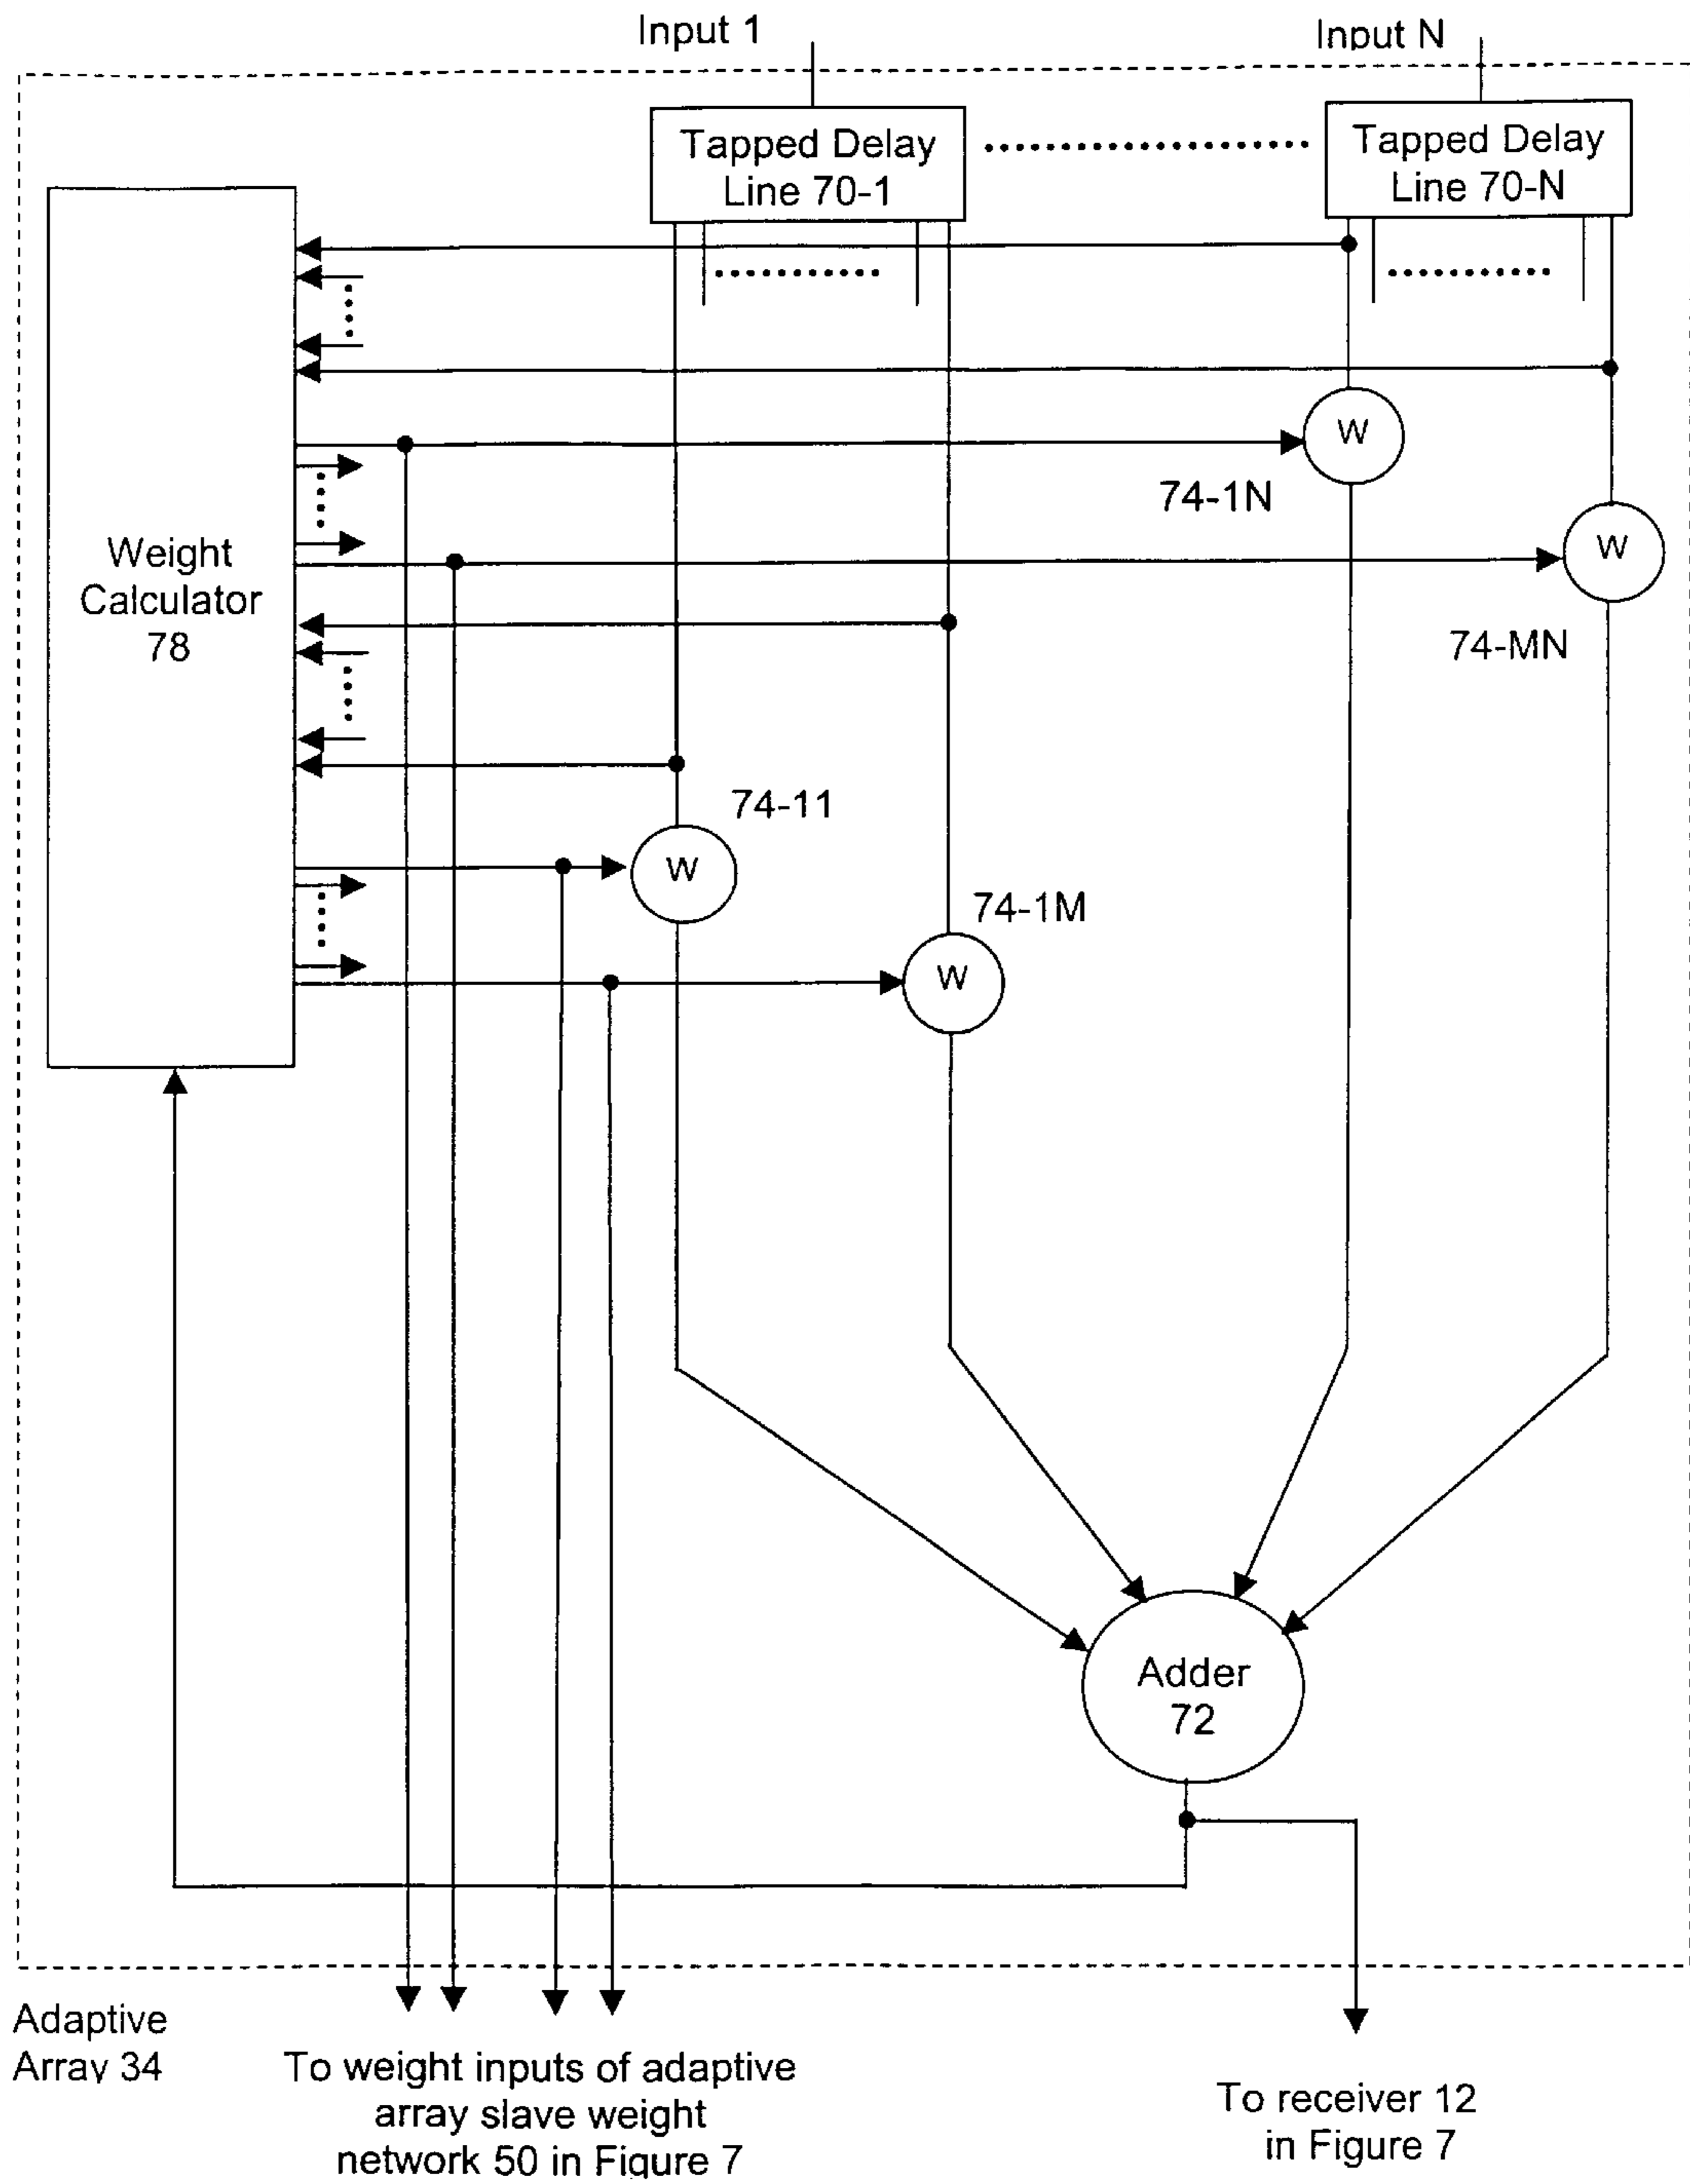 Input 1
Input N
Tapped Delay
Line 70-1
Tapped Delay
Line 70-N
W
74-1N
W
74-MN
Weight
Calculator
78
74-11
W
74-1M
W
Adder
72
Adaptive
Array 34
To weight inputs of adaptive
array slave weight
network 50 in Figure 7
To receiver 12
in Figure 7